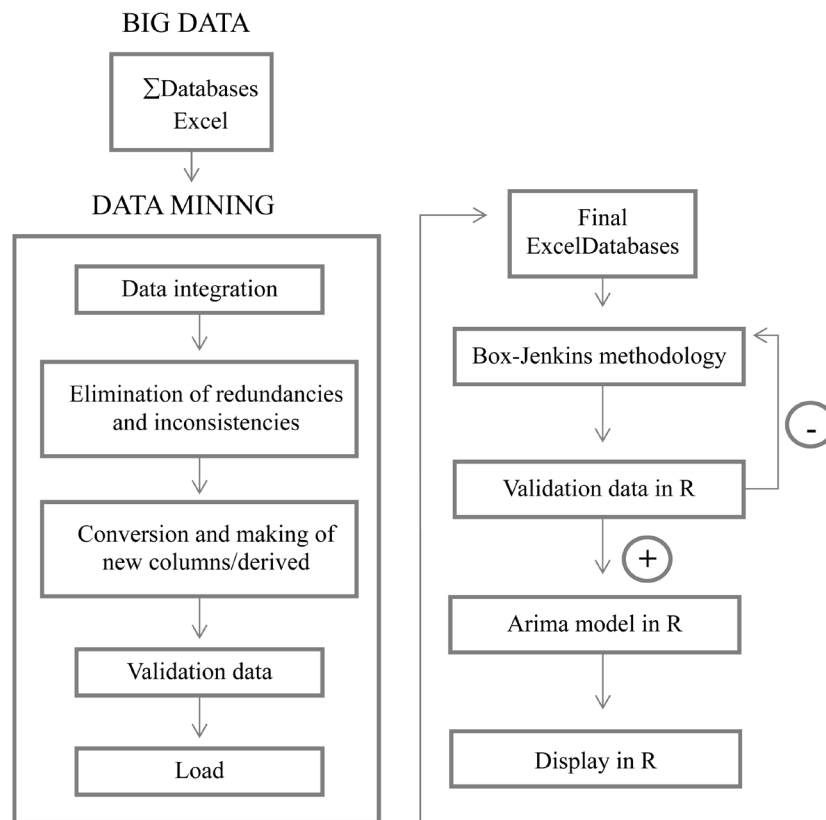 BIG DATA
∑Databases
Excel
DATA MINING
Data integration
Elimination of redundancies
and inconsistencies
Conversion and making of
new columns/derived
Validation data
Load
Final
ExcelDatabases
Box-Jenkins methodology
-
Validation data in R
+
Arima model in R
Display in R